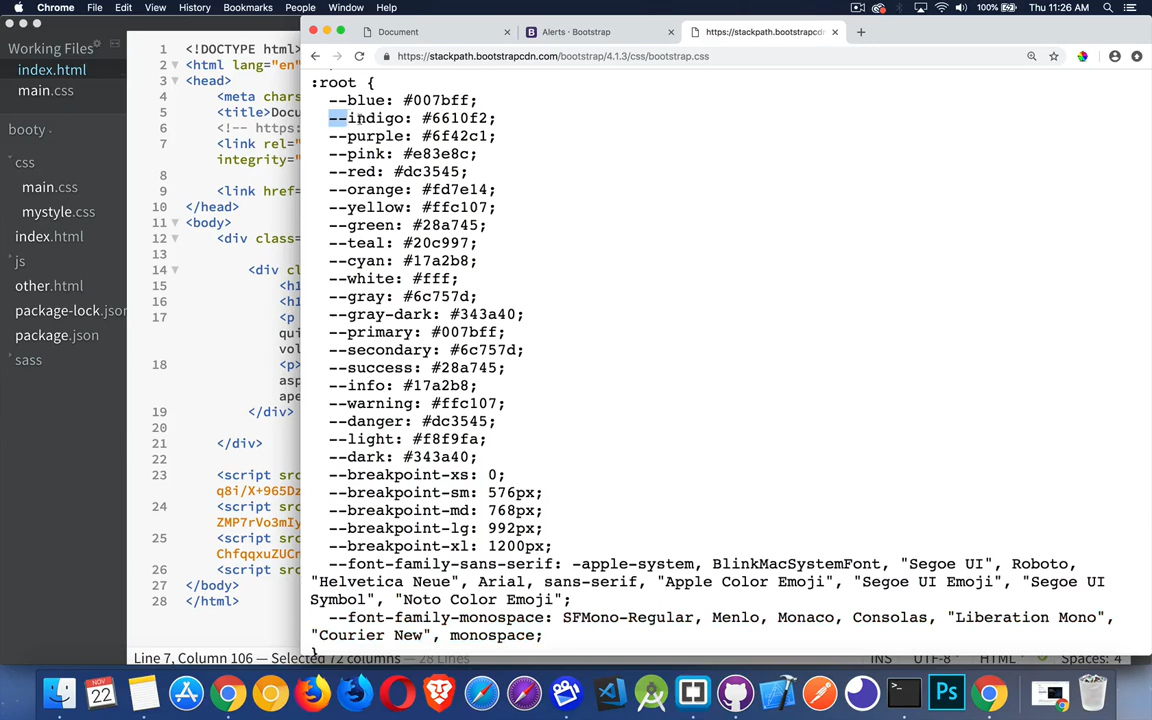 Chrome File Edit View History Bookmarks People Window Help 100% Thu 11:26 AM
Working Files
index.html
main.css
booty
css
main.css
mystyle.css
index.html
js
other.html
package-lock.json
package.json
sass
1 <!DOCTYPE html>
2 <html lang="en"
3 <head>
4 <meta chars
5 <title>Docu
6 <!-- https:
7 <link rel="
integrity="
8
9 <link href=
10 </head>
11 <body>
12 <div class=
13
14 <div cl
15 <h1
16 <h1
17 <p
qui
vol
18 <p>
asp
ape
19 </div>
20
21 </div>
22
23 <script src
q8i/X+965Dz
24 <script src
ZMP7rVo3mIy
25 <script src
ChfqqxuZUCn
26 <script src
27 </body>
28 </html>
Line 7, Column 106 — Selected 72 columns — 28 Lines
INS UTF-8 HTML Spaces: 4
Document
Alerts · Bootstrap
https://stackpath.bootstrapcdn
https://stackpath.bootstrapcdn.com/bootstrap/4.1.3/css/bootstrap.css
:root {
--blue: #007bff;
--indigo: #6610f2;
--purple: #6f42c1;
--pink: #e83e8c;
--red: #dc3545;
--orange: #fd7e14;
--yellow: #ffc107;
--green: #28a745;
--teal: #20c997;
--cyan: #17a2b8;
--white: #fff;
--gray: #6c757d;
--gray-dark: #343a40;
--primary: #007bff;
--secondary: #6c757d;
--success: #28a745;
--info: #17a2b8;
--warning: #ffc107;
--danger: #dc3545;
--light: #f8f9fa;
--dark: #343a40;
--breakpoint-xs: 0;
--breakpoint-sm: 576px;
--breakpoint-md: 768px;
--breakpoint-lg: 992px;
--breakpoint-xl: 1200px;
--font-family-sans-serif: -apple-system, BlinkMacSystemFont, "Segoe UI", Roboto,
"Helvetica Neue", Arial, sans-serif, "Apple Color Emoji", "Segoe UI Emoji", "Segoe UI
Symbol", "Noto Color Emoji";
--font-family-monospace: SFMono-Regular, Menlo, Monaco, Consolas, "Liberation Mono",
"Courier New", monospace;
}
NOV
22
Ps